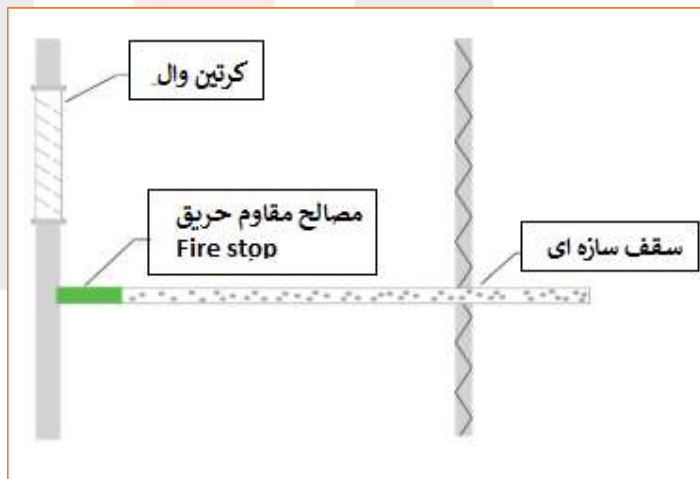 کرتین وال
مصالح مقاوم حریق
Fire stop
سقف سازه ای